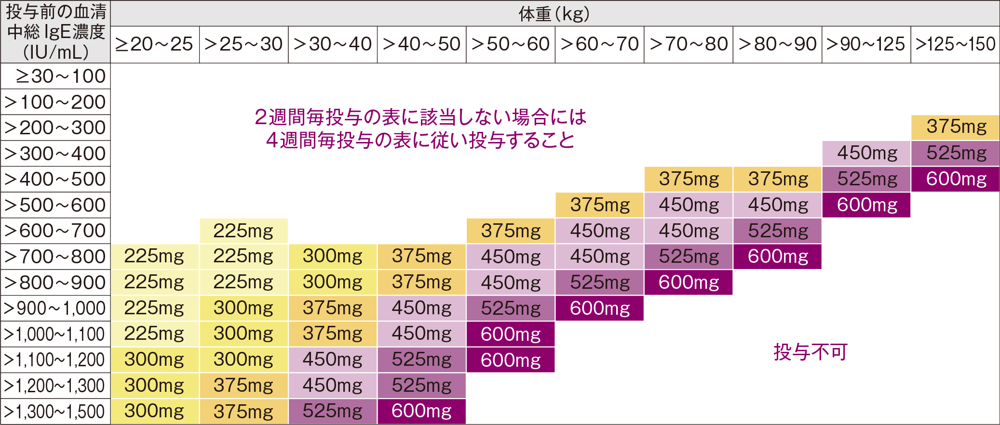 投与前の血清
中総 IgE濃度
(IU/mL)
体重(kg)
≧20～25 >25～30 >30～40 >40～50 >50～60 >60～70 >70～80 >80～90 >90～125 >125～150
≧30～100
>100～200
2週間毎投与の表に該当しない場合には
>200～300 375mg
4週間毎投与の表に従い投与すること
>300～400 450mg 525mg
>400～500 375mg 375mg 525mg 600mg
>500～600 375mg 450mg 450mg 600mg
>600～700 225mg 375mg 450mg 450mg 525mg
>700～800 225mg 225mg 300mg 375mg 450mg 450mg 525mg 600mg
>800～900 225mg 225mg 300mg 375mg 450mg 525mg 600mg
>900～1,000 225mg 300mg 375mg 450mg 525mg 600mg
>1,000~1,100 225mg 300mg 375mg 450mg 600mg
投与不可
>1,100~1,200 300mg 300mg 450mg 525mg 600mg
>1,200~1,300 300mg 375mg 450mg 525mg
>1,300~1,500 300mg 375mg 525mg 600mg